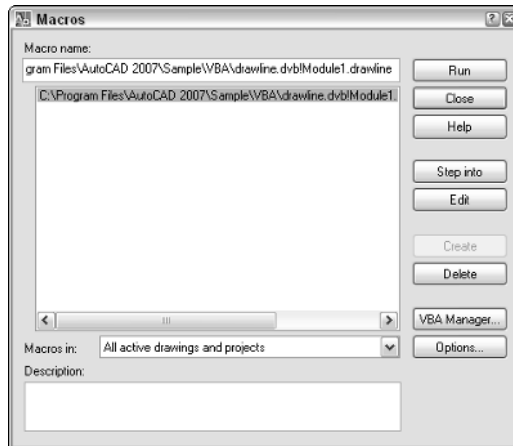 Macros
Macro name:
gram Files\AutoCAD 2007\Sample\VBA\drawline.dvb!Module1.drawline
C:\Program Files\AutoCAD 2007\Sample\VBA\drawline.dvb!Module1.
Run
Close
Help
Step into
Edit
Create
Delete
VBA Manager...
Macros in:
All active drawings and projects
Options...
Description: